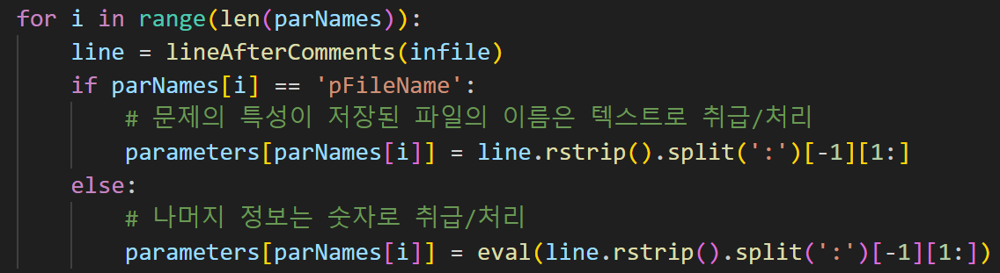 for i in range(len(parNames)):
    line = lineAfterComments(infile)
    if parNames[i] == 'pFileName':
        # 문제의 특성이 저장된 파일의 이름은 텍스트로 취급/처리
        parameters[parNames[i]] = line.rstrip().split(':')[-1][1:]
    else:
        # 나머지 정보는 숫자로 취급/처리
        parameters[parNames[i]] = eval(line.rstrip().split(':')[-1][1:])